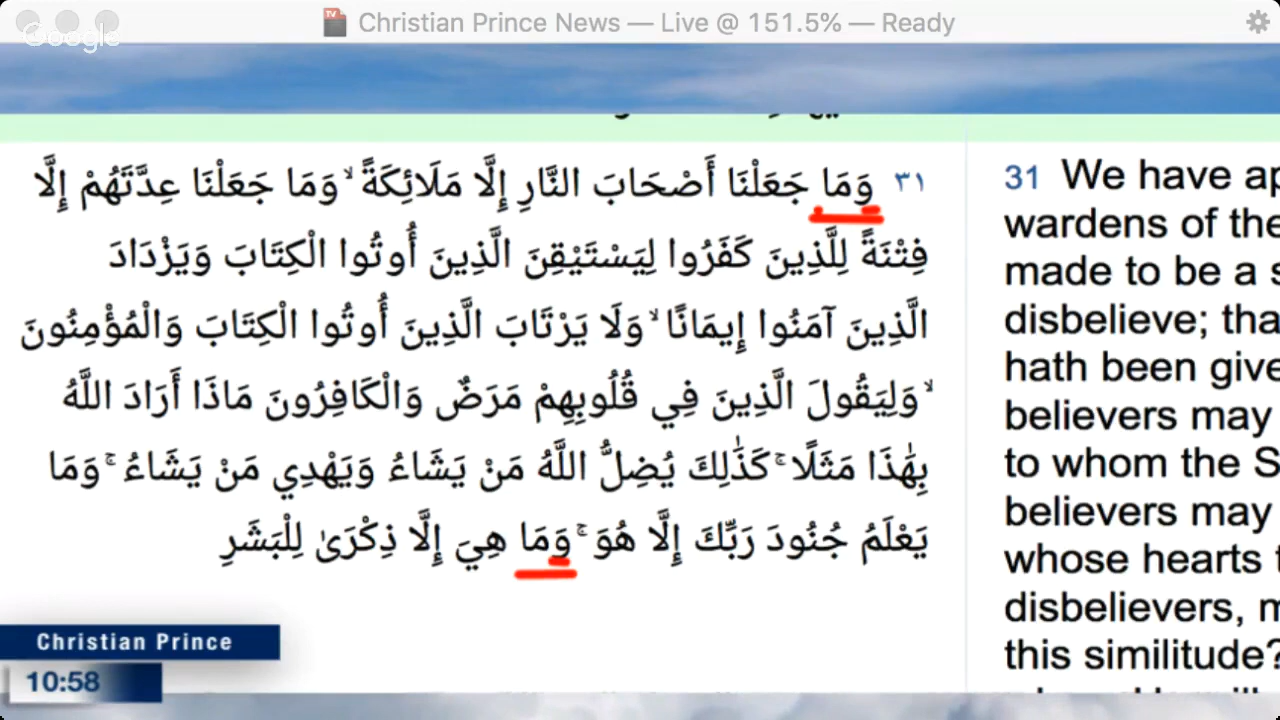 Google
Christian Prince News — Live @ 151.5% — Ready
٣١ وَمَا جَعَلْنَا أَصْحَابَ النَّارِ إِلَّا مَلَائِكَةً ۙ وَمَا جَعَلْنَا عِدَّتَهُمْ إِلَّا
فِتْنَةً لِلَّذِينَ كَفَرُوا لِيَسْتَيْقِنَ الَّذِينَ أُوتُوا الْكِتَابَ وَيَزْدَادَ
الَّذِينَ آمَنُوا إِيمَانًا ۙ وَلَا يَرْتَابَ الَّذِينَ أُوتُوا الْكِتَابَ وَالْمُؤْمِنُونَ
ۙ وَلِيَقُولَ الَّذِينَ فِي قُلُوبِهِمْ مَرَضٌ وَالْكَافِرُونَ مَاذَا أَرَادَ اللَّهُ
بِهَٰذَا مَثَلًا ۚ كَذَٰلِكَ يُضِلُّ اللَّهُ مَنْ يَشَاءُ وَيَهْدِي مَنْ يَشَاءُ ۚ وَمَا
يَعْلَمُ جُنُودَ رَبِّكَ إِلَّا هُوَ ۚ وَمَا هِيَ إِلَّا ذِكْرَىٰ لِلْبَشَرِ
31 We have ap
wardens of the
made to be a s
disbelieve; tha
hath been give
believers may
to whom the S
believers may
whose hearts
disbelievers, m
this similitude?
Christian Prince
10:58